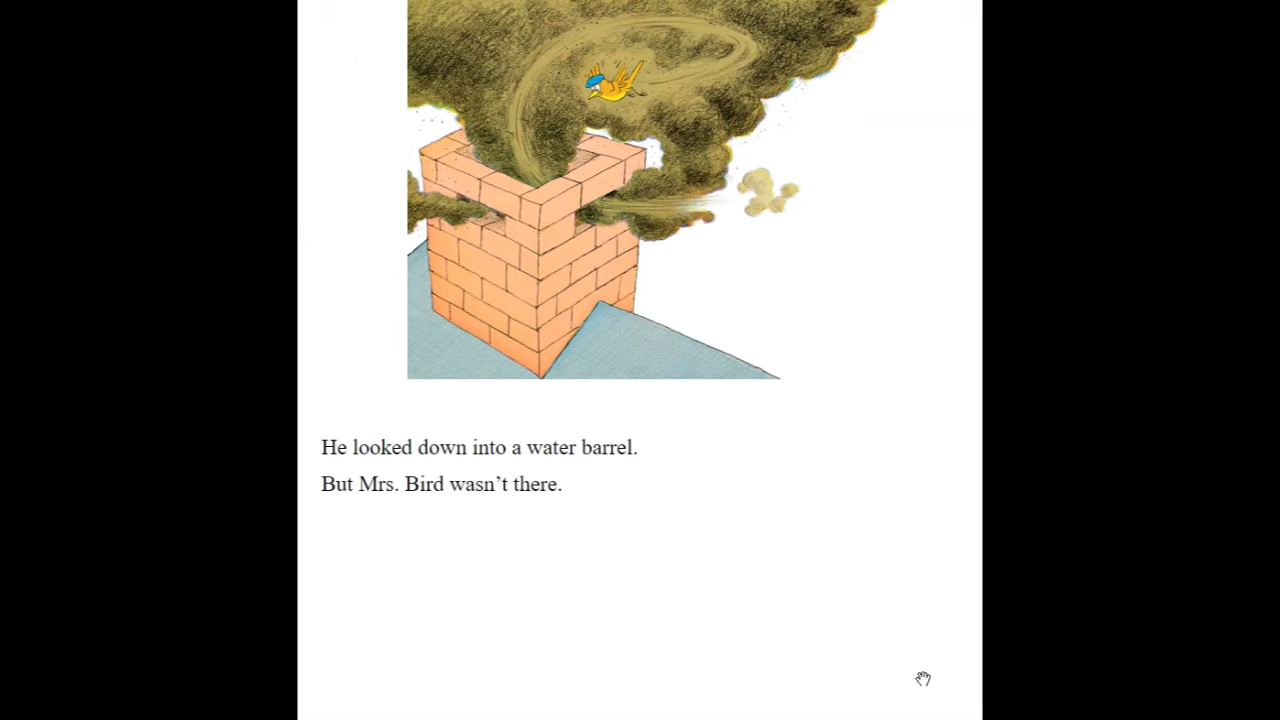 He looked down into a water barrel.
But Mrs. Bird wasn’t there.